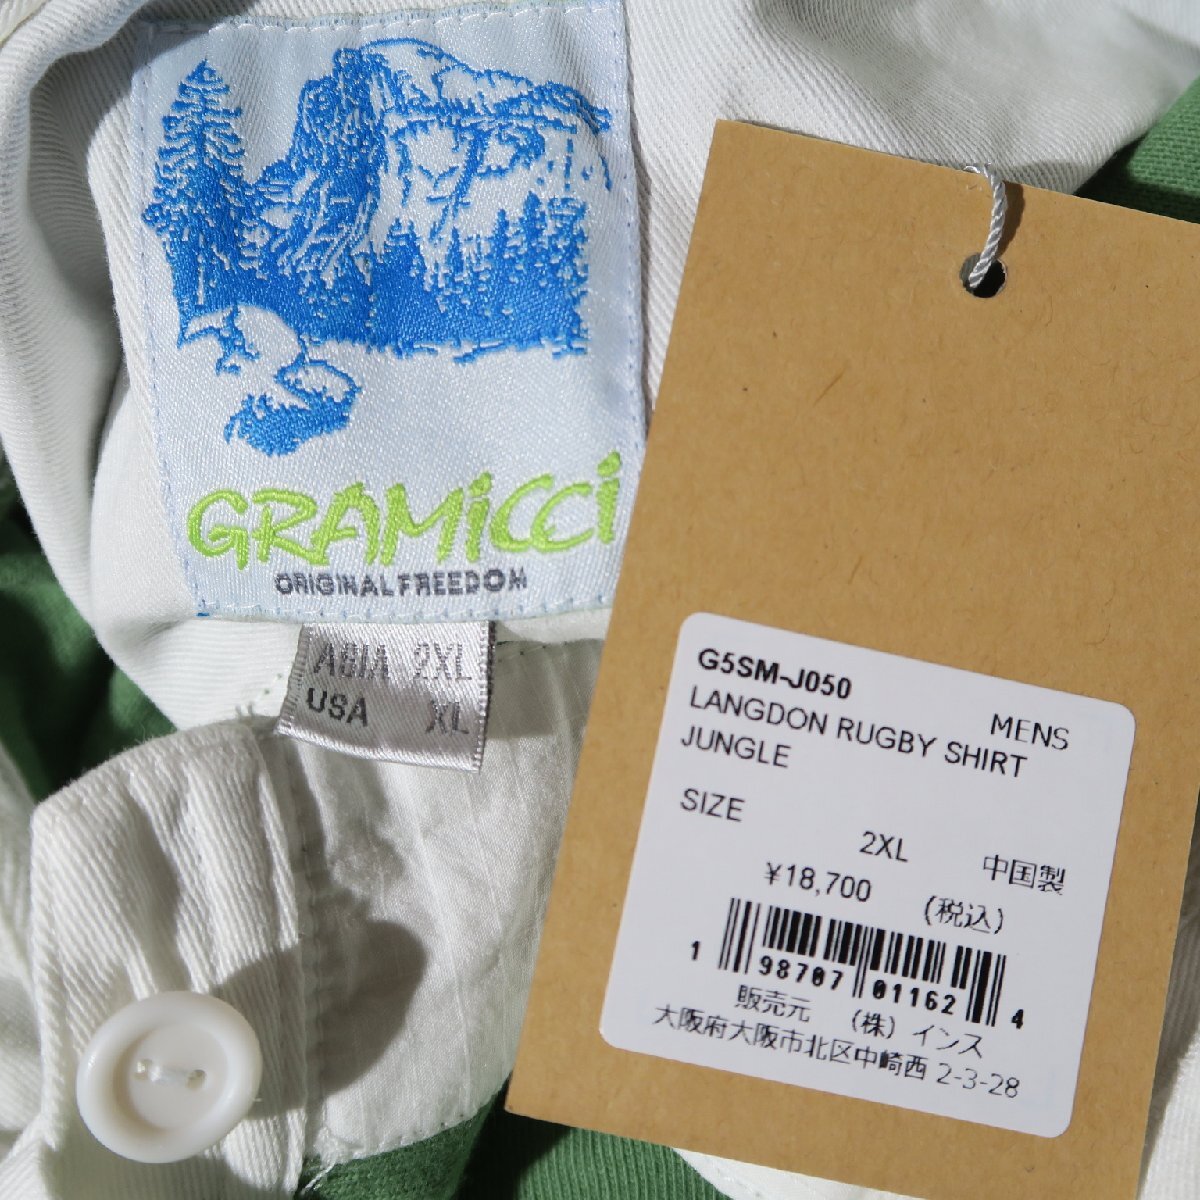 GRAMiCCi
ORIGINAL FREEDOM
ASIA 2XL
USA XL
G5SM-J050
MENS
LANGDON RUGBY SHIRT
JUNGLE
SIZE
2XL
中国製
¥18,700
(税込)
1 98707 01162 4
販売元 (株) インス
大阪府大阪市北区中崎西 2-3-28